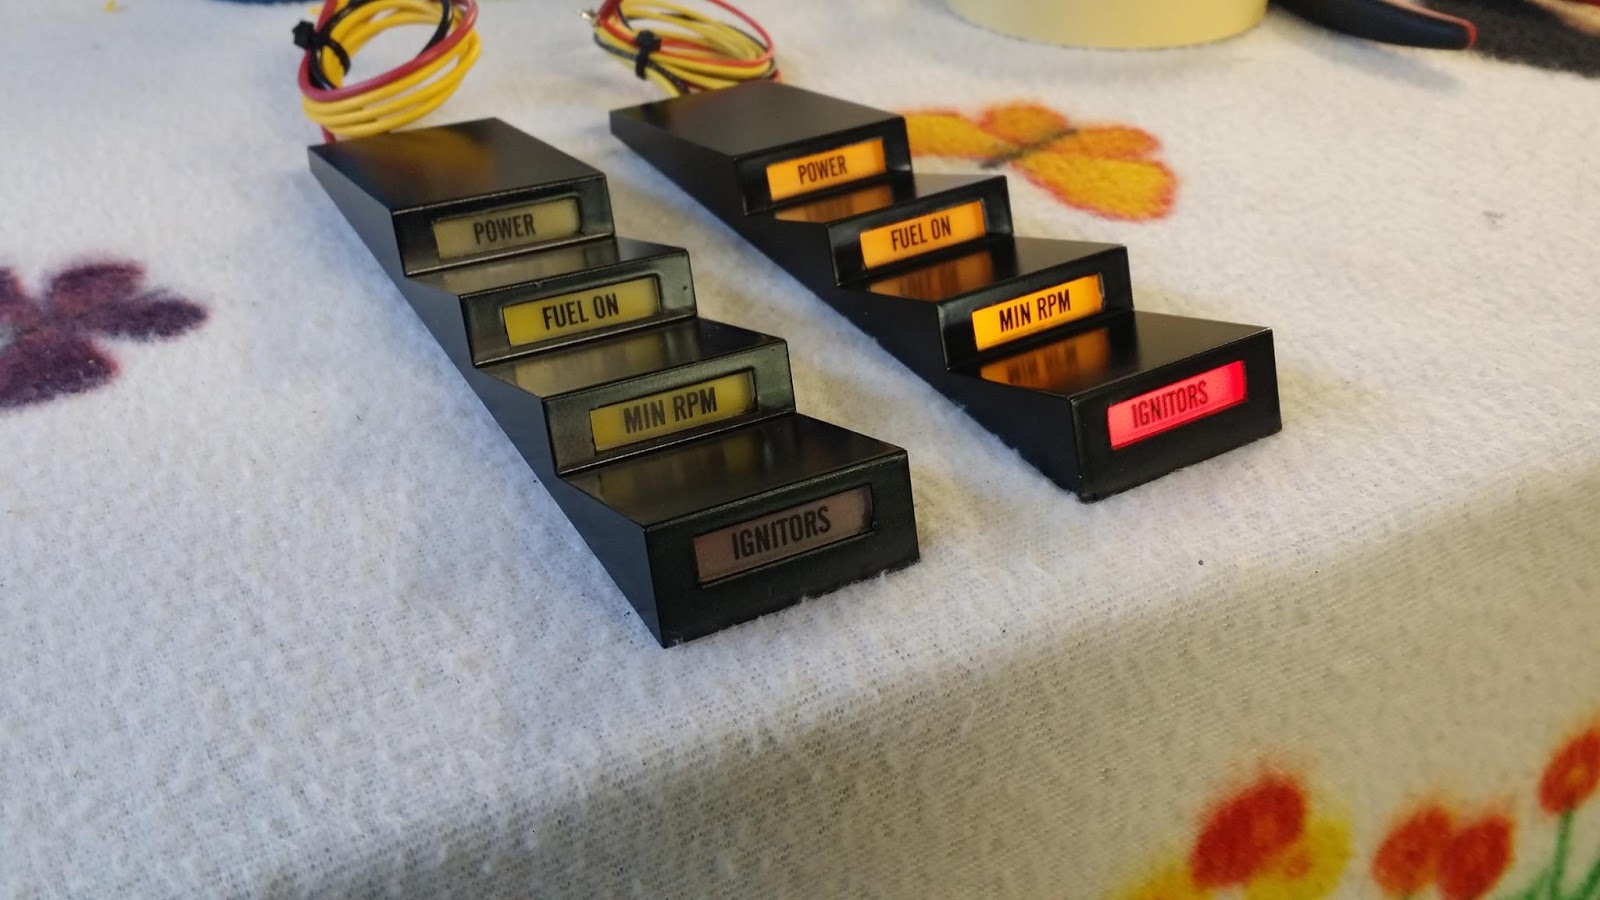 POWER
FUEL ON
MIN RPM
IGNITORS
POWER
FUEL ON
MIN RPM
IGNITORS